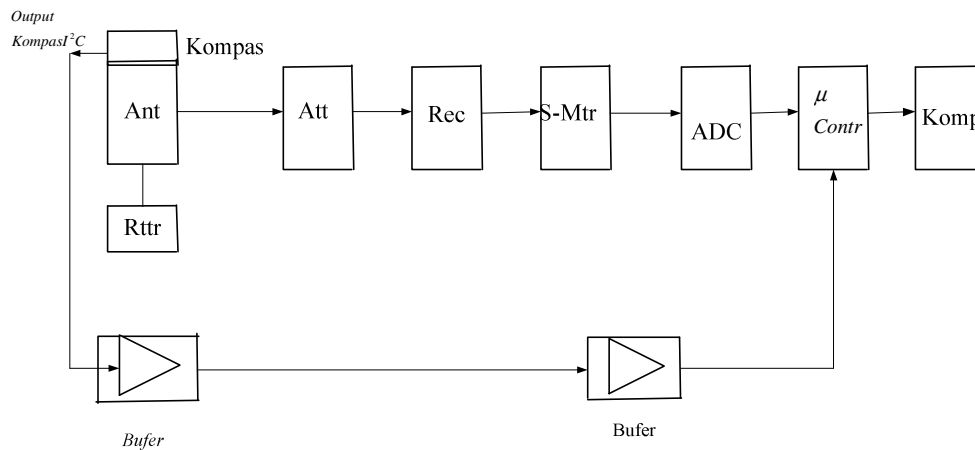 Output
KompasI²C
Kompas
Ant
Att
Rec
S-Mtr
ADC
μ
Contr
Komp
Rttr
Bufer
Bufer